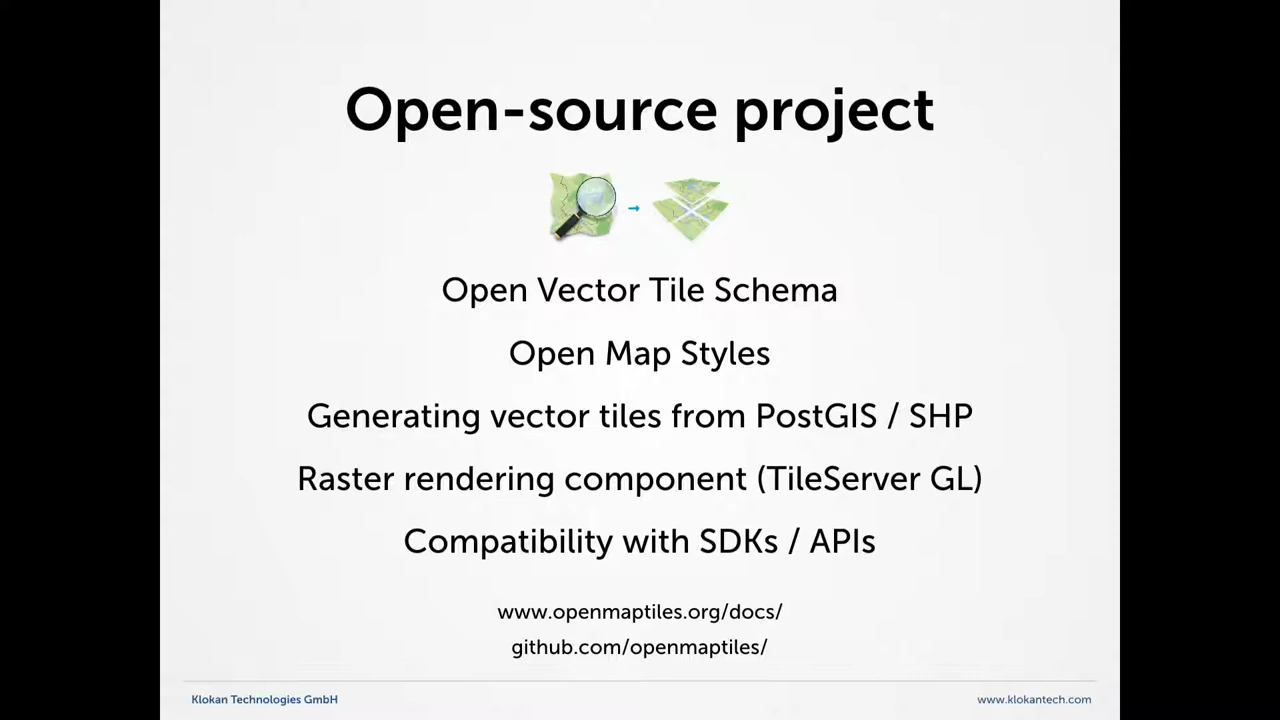 Open-source project
Open Vector Tile Schema
Open Map Styles
Generating vector tiles from PostGIS / SHP
Raster rendering component (TileServer GL)
Compatibility with SDKs / APIs
www.openmaptiles.org/docs/
github.com/openmaptiles/
Klokan Technologies GmbH
www.klokantech.com